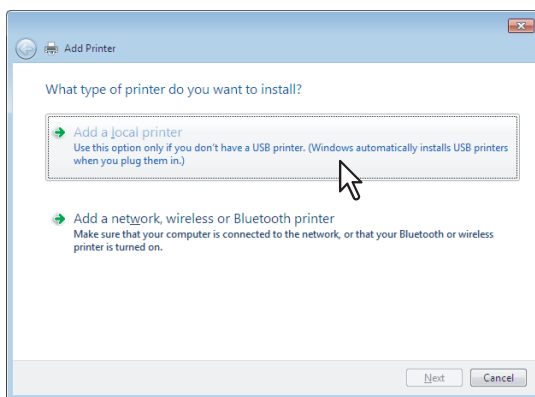 Add Printer
What type of printer do you want to install?
Add a local printer
Use this option only if you don't have a USB printer. (Windows automatically installs USB printers
when you plug them in.)
Add a network, wireless or Bluetooth printer
Make sure that your computer is connected to the network, or that your Bluetooth or wireless
printer is turned on.
Next Cancel